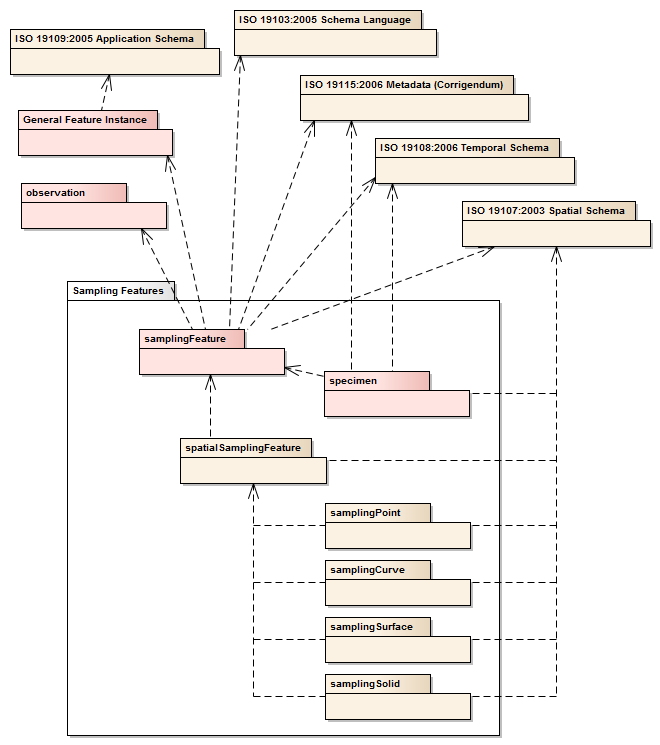 ISO 19103:2005 Schema Language
ISO 19109:2005 Application Schema
ISO 19115:2006 Metadata (Corrigendum)
General Feature Instance
ISO 19108:2006 Temporal Schema
observation
ISO 19107:2003 Spatial Schema
Sampling Features
samplingFeature
specimen
spatialSamplingFeature
samplingPoint
samplingCurve
samplingSurface
samplingSolid